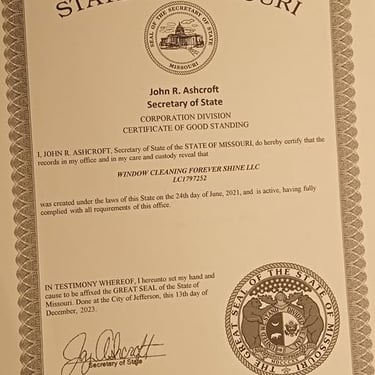 STATE OF MISSOURI
SEAL OF THE SECRETARY OF STATE
MISSOURI
John R. Ashcroft
Secretary of State
CORPORATION DIVISION
CERTIFICATE OF GOOD STANDING
I, JOHN R. ASHCROFT, Secretary of State of the STATE OF MISSOURI, do hereby certify that the
records in my office and in my care and custody reveal that
WINDOW CLEANING FOREVER SHINE LLC
LC1797252
was created under the laws of this State on the 24th day of June, 2021, and is active, having fully
complied with all requirements of this office.
IN TESTIMONY WHEREOF, I hereunto set my hand and
cause to be affixed the GREAT SEAL of the State of
Missouri. Done at the City of Jefferson, this 13th day of
December, 2023.
THE GREAT SEAL OF THE STATE OF MISSOURI
John Ashcroft
Secretary of State